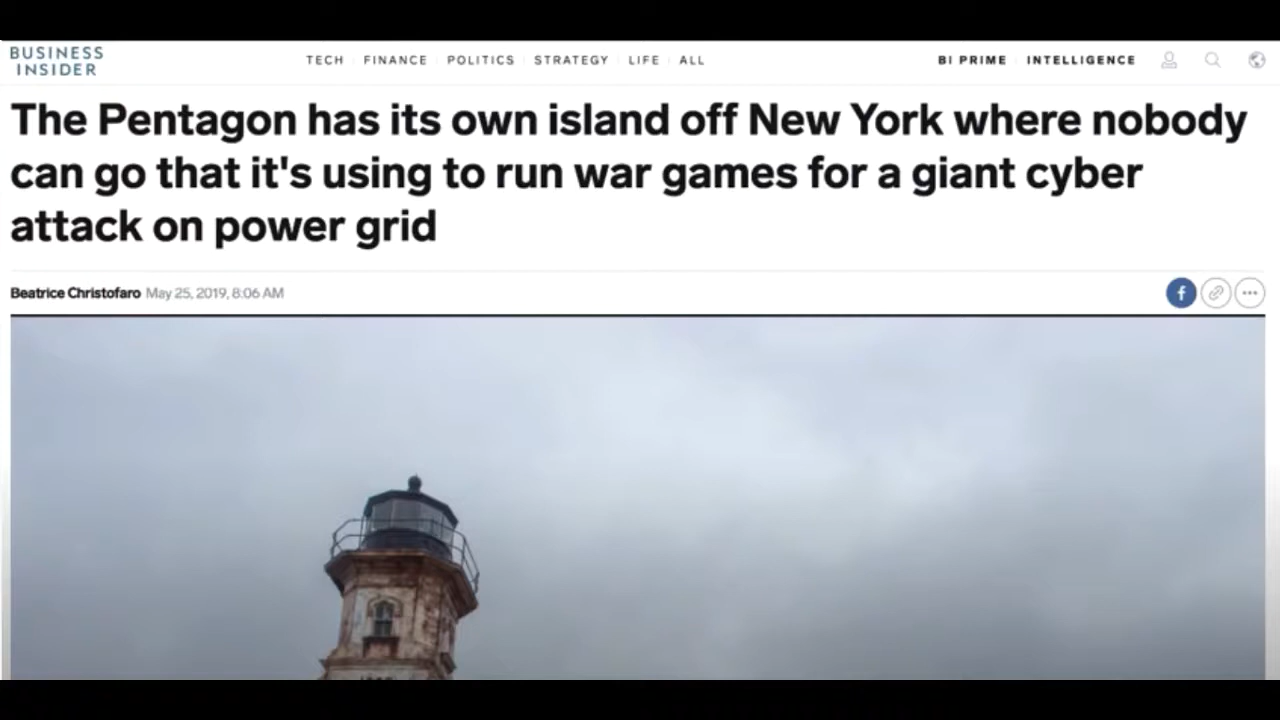 BUSINESS
INSIDER
TECH FINANCE POLITICS STRATEGY LIFE ALL
BI PRIME INTELLIGENCE
The Pentagon has its own island off New York where nobody
can go that it's using to run war games for a giant cyber
attack on power grid
Beatrice Christofaro May 25, 2019, 8:06 AM
f